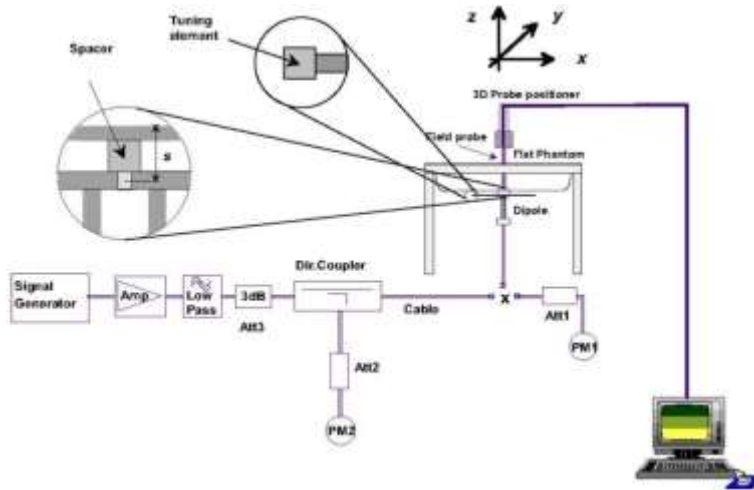 Tuning
element
Spacer
z
y
x
3D Probe positioner
Field probe
Flat Phantom
s
Dipole
Dir.Coupler
Signal
Generator
Amp
Low
Pass
3dB
Att3
Cable
x
Att1
PM1
Att2
PM2